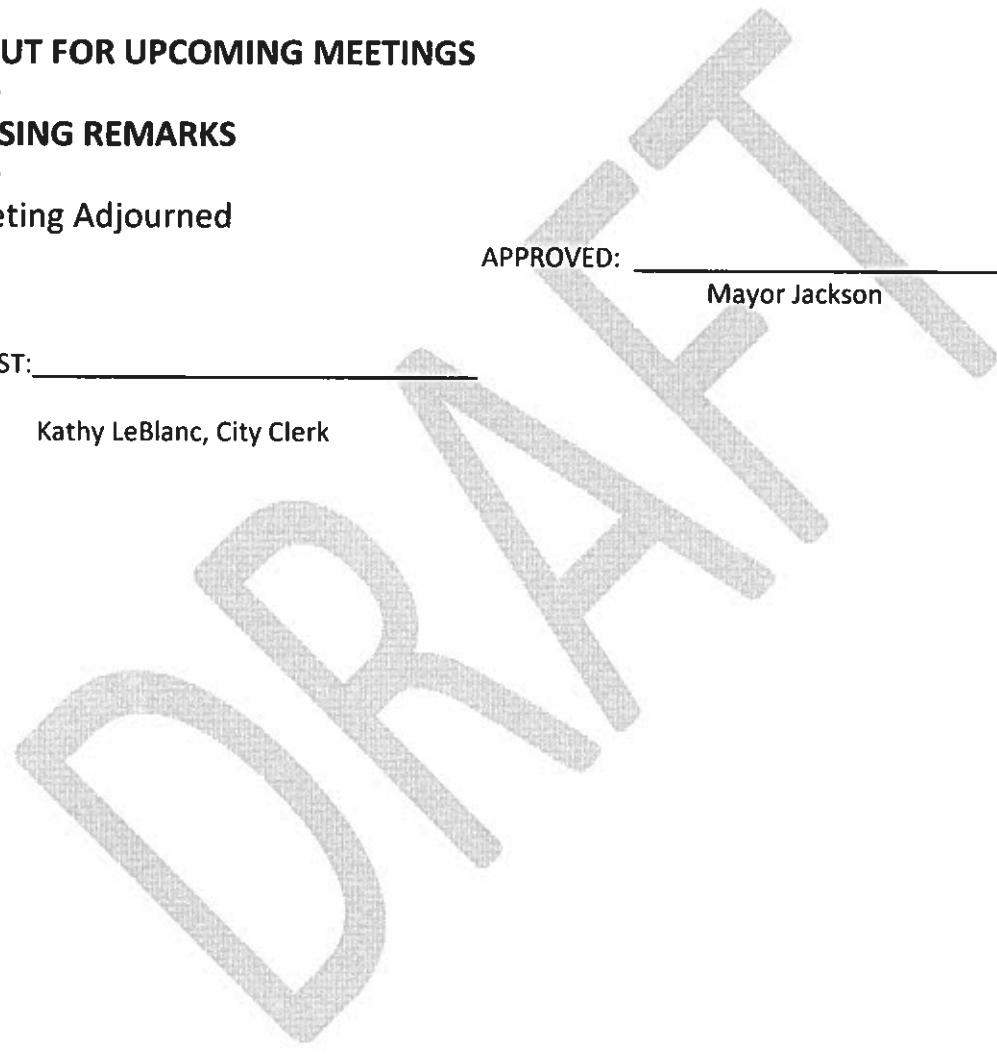 UT FOR UPCOMING MEETINGS
SING REMARKS
eting Adjourned
APPROVED:
Mayor Jackson
ST:
Kathy LeBlanc, City Clerk
DRAFT